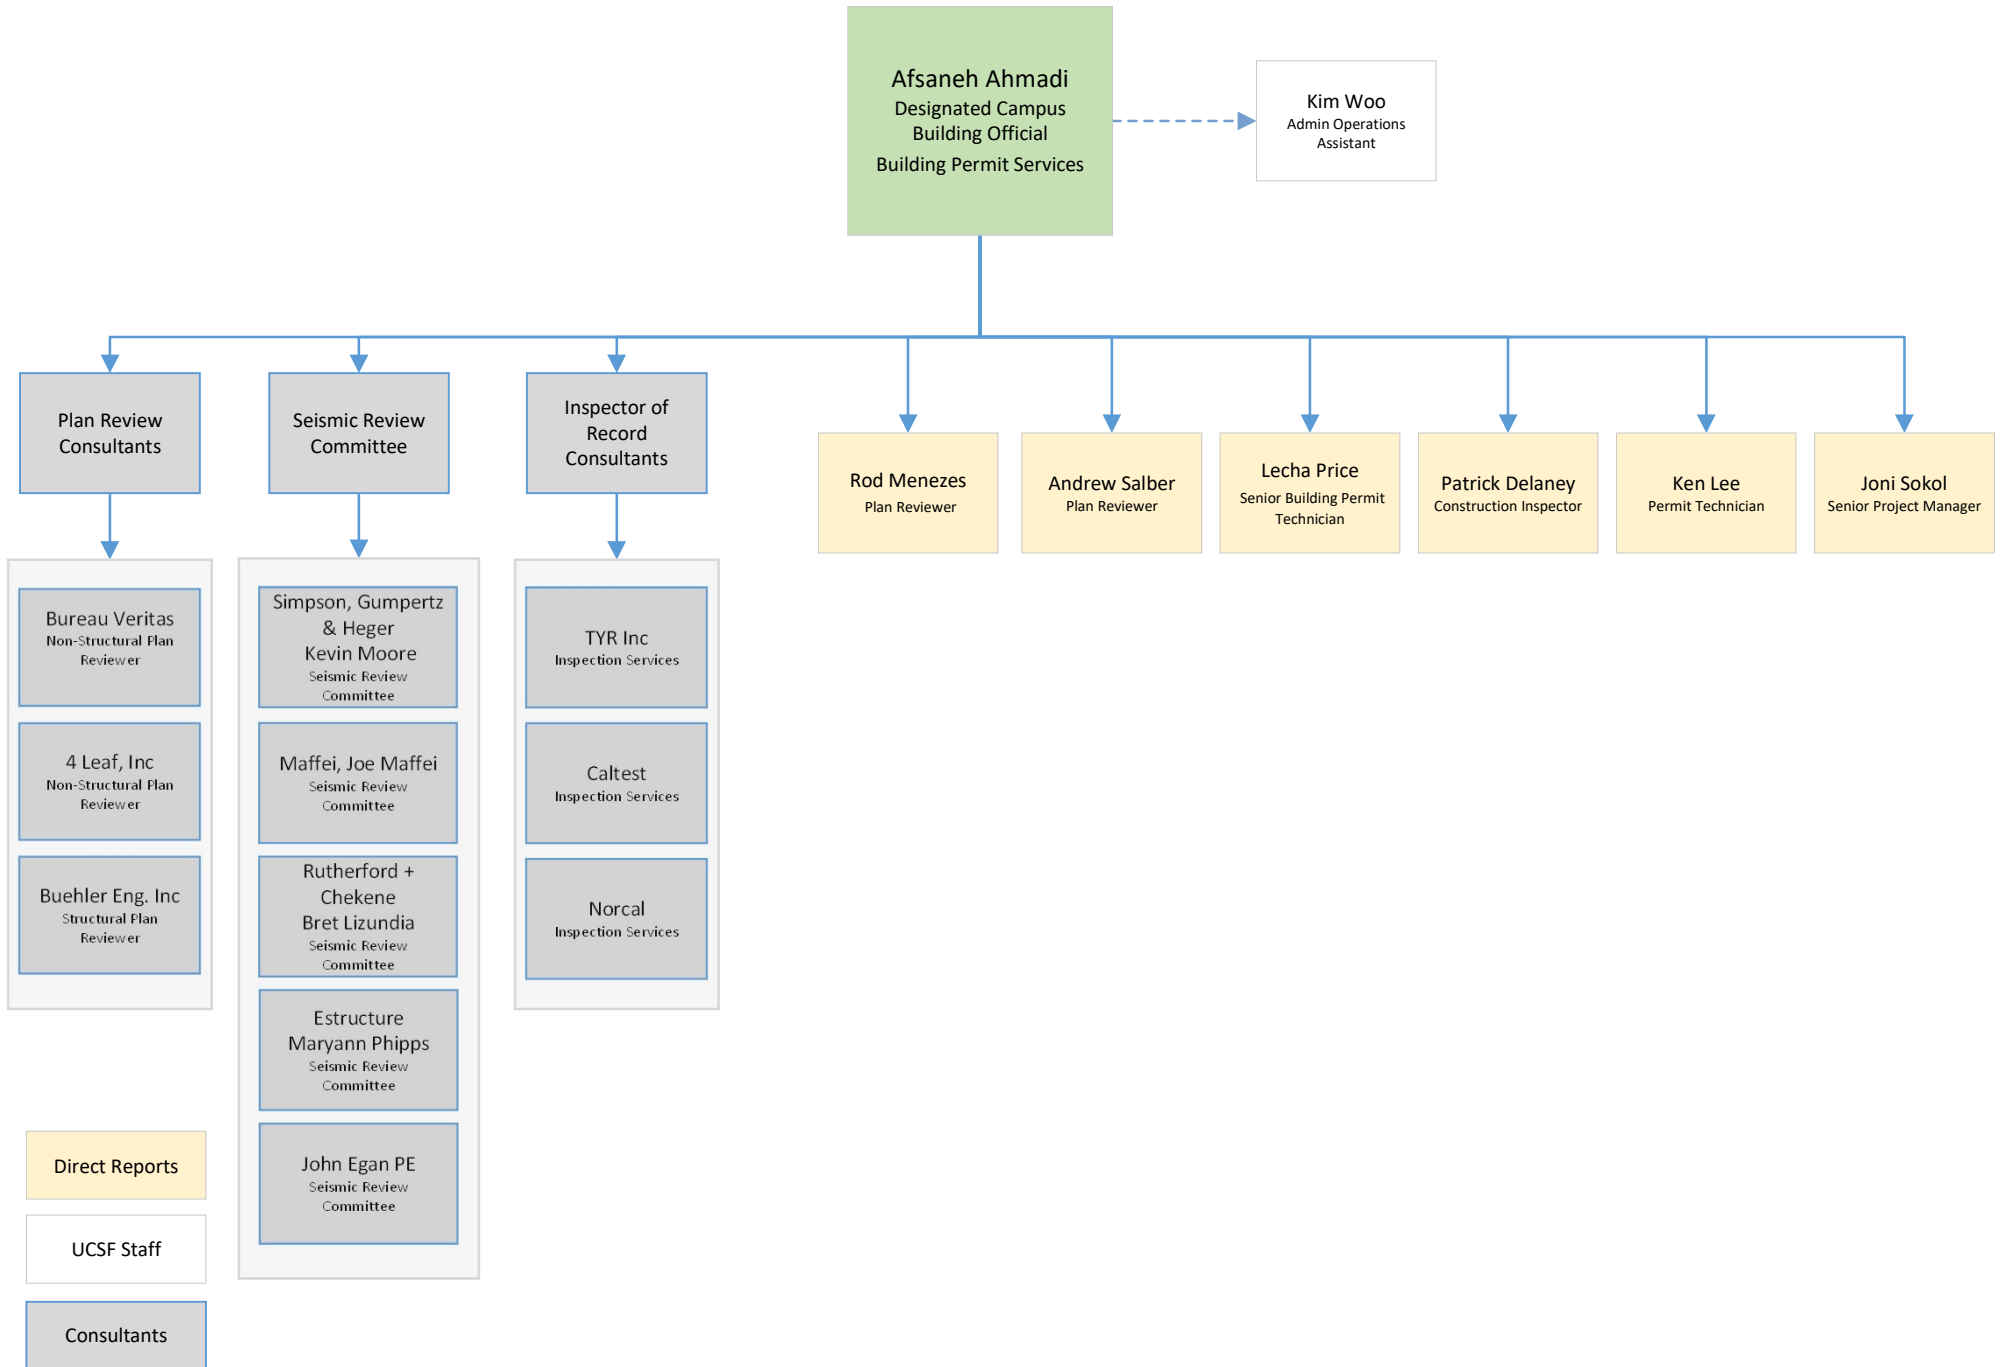 Afsaneh Ahmadi
Designated Campus
Building Official
Building Permit Services
Kim Woo
Admin Operations
Assistant
Plan Review
Consultants
Seismic Review
Committee
Inspector of
Record
Consultants
Rod Menezes
Plan Reviewer
Andrew Salber
Plan Reviewer
Lecha Price
Senior Building Permit
Technician
Patrick Delaney
Construction Inspector
Ken Lee
Permit Technician
Joni Sokol
Senior Project Manager
Bureau Veritas
Non-Structural Plan
Reviewer
4 Leaf, Inc
Non-Structural Plan
Reviewer
Buehler Eng. Inc
Structural Plan
Reviewer
Simpson, Gumpertz
& Heger
Kevin Moore
Seismic Review
Committee
Maffei, Joe Maffei
Seismic Review
Committee
Rutherford +
Chekene
Bret Lizundia
Seismic Review
Committee
Estructure
Maryann Phipps
Seismic Review
Committee
John Egan PE
Seismic Review
Committee
TYR Inc
Inspection Services
Caltest
Inspection Services
Norcal
Inspection Services
Direct Reports
UCSF Staff
Consultants